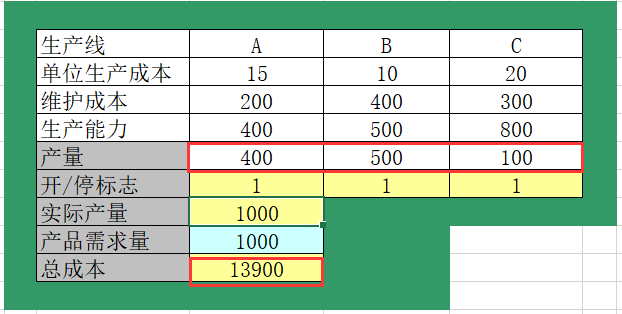 生产线 A B C
单位生产成本 15 10 20
维护成本 200 400 300
生产能力 400 500 800
产量 400 500 100
开/停标志 1 1 1
实际产量 1000
产品需求量 1000
总成本 13900